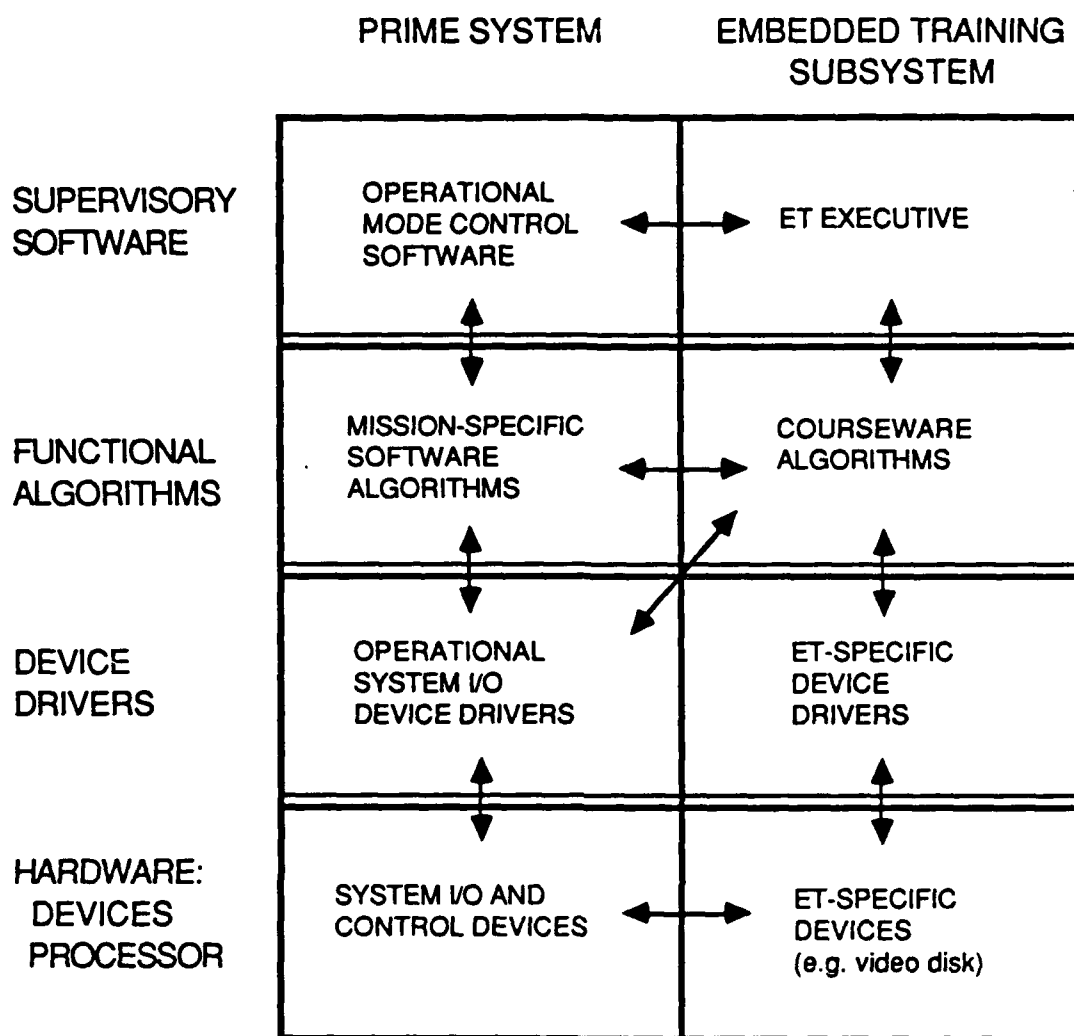 PRIME SYSTEM
EMBEDDED TRAINING
SUBSYSTEM
SUPERVISORY
SOFTWARE
OPERATIONAL
MODE CONTROL
SOFTWARE
ET EXECUTIVE
FUNCTIONAL
ALGORITHMS
MISSION-SPECIFIC
SOFTWARE
ALGORITHMS
COURSEWARE
ALGORITHMS
DEVICE
DRIVERS
OPERATIONAL
SYSTEM I/O
DEVICE DRIVERS
ET-SPECIFIC
DEVICE
DRIVERS
HARDWARE:
DEVICES
PROCESSOR
SYSTEM I/O AND
CONTROL DEVICES
ET-SPECIFIC
DEVICES
(e.g. video disk)